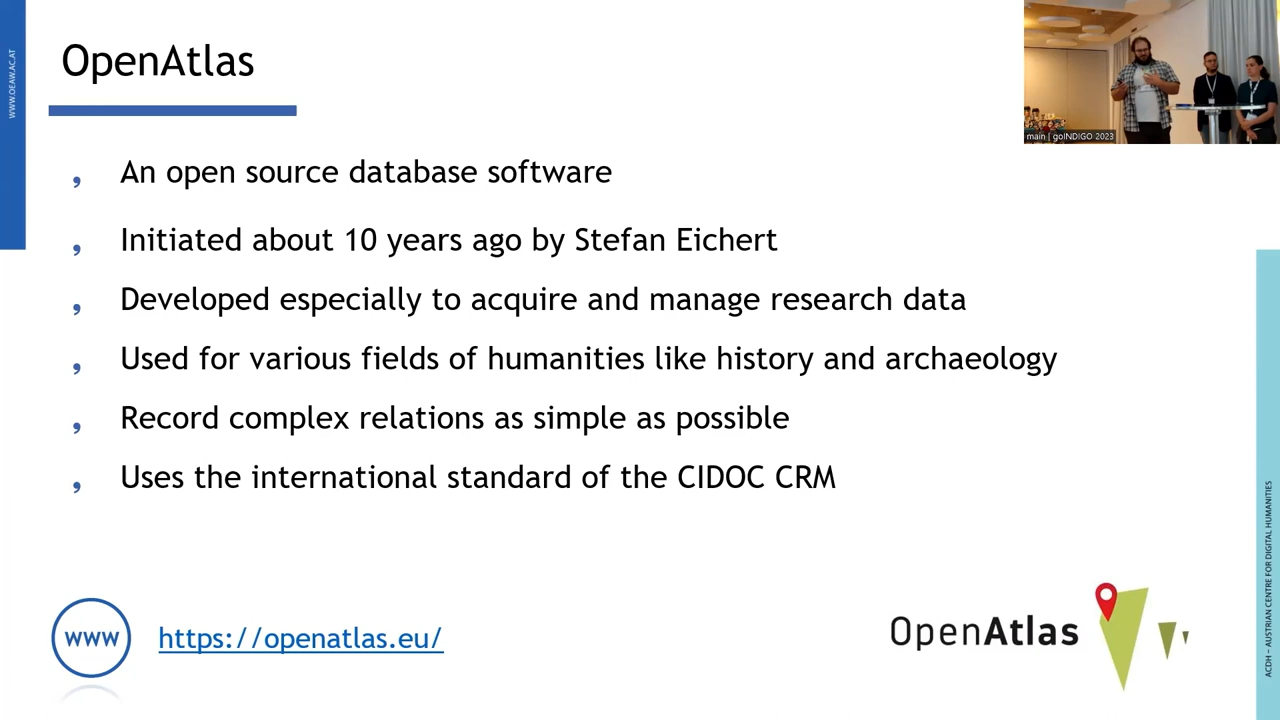 WWW.OEAW.AC.AT
OpenAtlas
main | goINDIGO 2023
, An open source database software
, Initiated about 10 years ago by Stefan Eichert
, Developed especially to acquire and manage research data
, Used for various fields of humanities like history and archaeology
, Record complex relations as simple as possible
, Uses the international standard of the CIDOC CRM
ACDH – AUSTRIAN CENTRE FOR DIGITAL HUMANITIES
www
https://openatlas.eu/
OpenAtlas